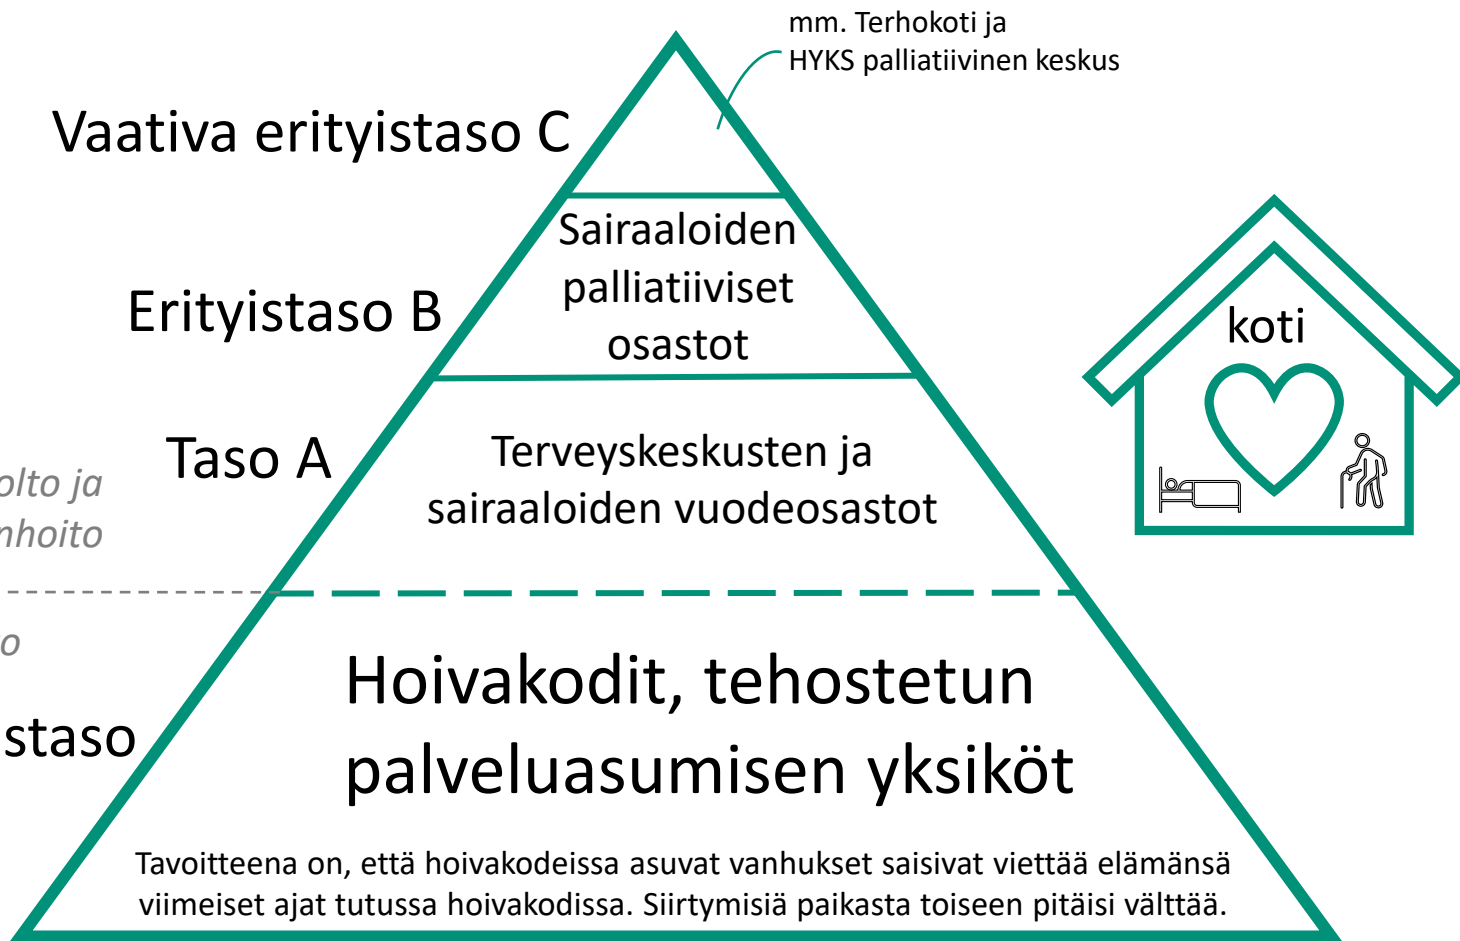 mm. Terhokoti ja
HYKS palliatiivinen keskus
Vaativa erityistaso C
Sairaaloiden
palliatiiviset
osastot
Erityistaso B
koti
Taso A
Terveyskeskusten ja
sairaaloiden vuodeosastot
olto ja
nhoito
o
staso
Hoivakodit, tehostetun
palveluasumisen yksiköt
Tavoitteena on, että hoivakodeissa asuvat vanhukset saisivat viettää elämänsä
viimeiset ajat tutussa hoivakodissa. Siirtymisiä paikasta toiseen pitäisi välttää.